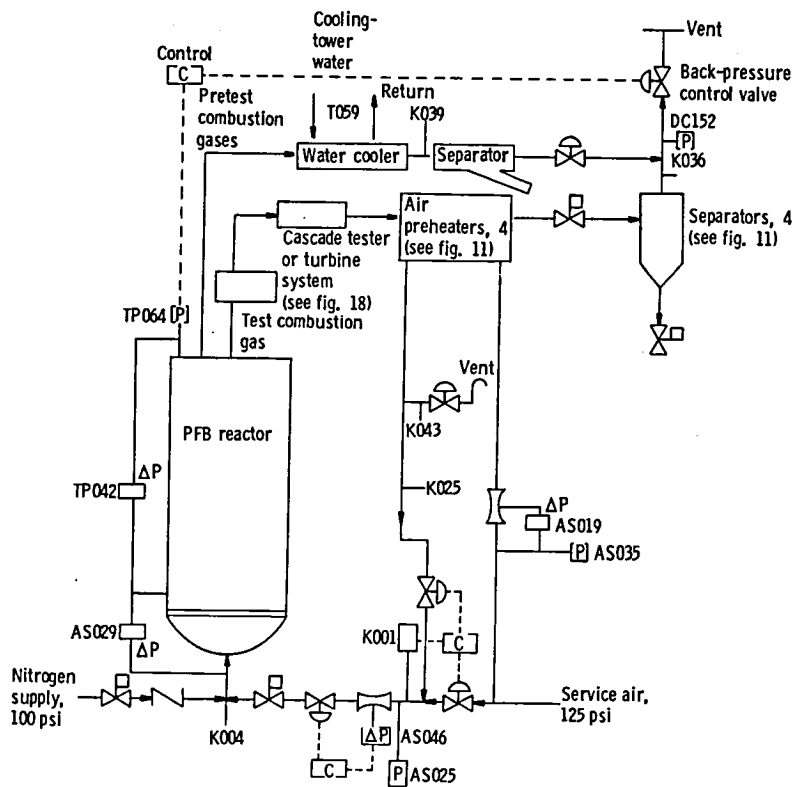 Cooling-
tower
water
Vent
Control
C
Back-pressure
control valve
Pretest
combustion
gases
T059
Return
K039
DC152
[P]
K036
Water cooler
Separator
Air
preheaters, 4
(see fig. 11)
Separators, 4
(see fig. 11)
Cascade tester
or turbine
system
(see fig. 18)
TP064 [P]
Test combustion
gas
Vent
PFB reactor
K043
ΔP
TP042
K025
ΔP
AS019
[P] AS035
K001
C
AS029
ΔP
Nitrogen
supply,
100 psi
Service air,
125 psi
K004
ΔP
AS046
C
P
AS025